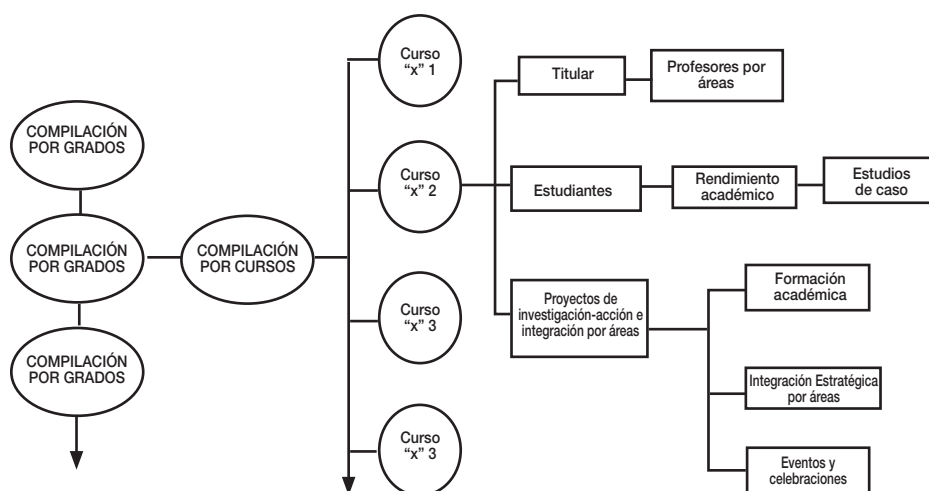 COMPILACIÓN
POR GRADOS
COMPILACIÓN
POR GRADOS
COMPILACIÓN
POR GRADOS
COMPILACIÓN
POR CURSOS
Curso
“x” 1
Curso
“x” 2
Curso
“x” 3
Curso
“x” 3
Titular
Profesores por
áreas
Estudiantes
Rendimiento
académico
Estudios
de caso
Proyectos de
investigación-acción e
integración por áreas
Formación
académica
Integración Estratégica
por áreas
Eventos y
celebraciones